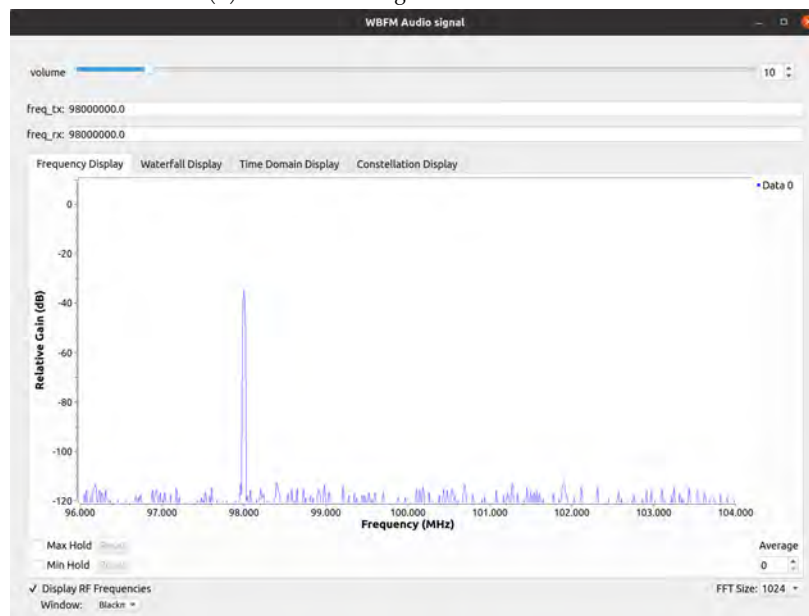 WBFM Audio signal
volume
10
freq_tx: 98000000.0
freq_rx: 98000000.0
Frequency Display Waterfall Display Time Domain Display Constellation Display
Data 0
0
-20
-40
-60
-80
-100
-120
Relative Gain (dB)
96.000 97.000 98.000 99.000 100.000 101.000 102.000 103.000 104.000
Frequency (MHz)
Max Hold Reset
Average
Min Hold Reset
0
Display RF Frequencies
FFT Size: 1024
Window: